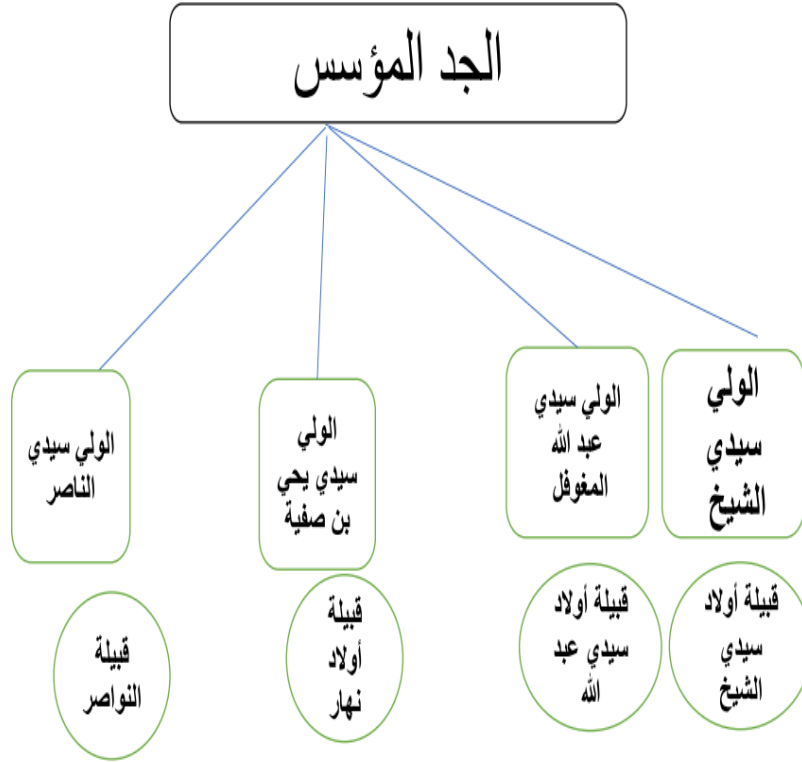 الجد المؤسس
الولي
سيدي
الشيخ
الولي سيدي
عبد الله
المغوفل
الولي
سيدي يحي
بن صفية
الولي سيدي
الناصر
قبيلة أولاد
سيدي
الشيخ
قبيلة أولاد
سيدي عبد
الله
قبيلة
أولاد
نهار
قبيلة
النواصر